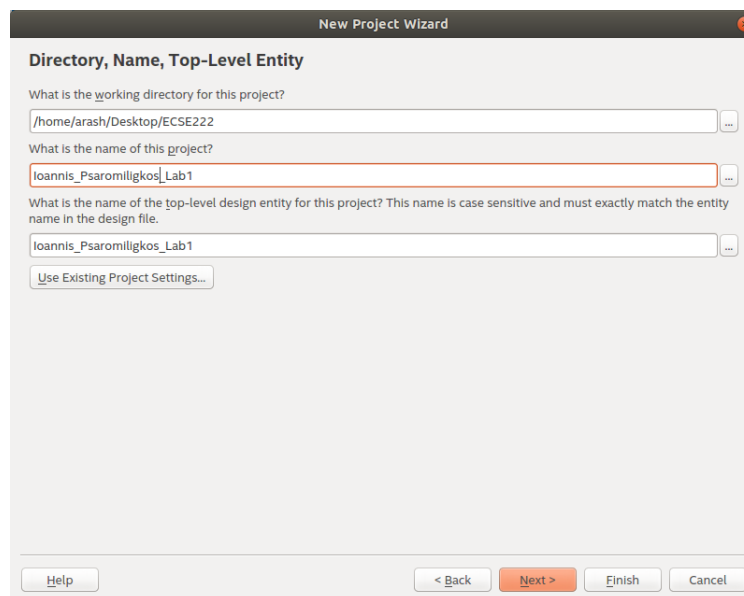 New Project Wizard
Directory, Name, Top-Level Entity
What is the working directory for this project?
/home/arash/Desktop/ECSE222
...
What is the name of this project?
Ioannis_Psaromiligkos_Lab1
...
What is the name of the top-level design entity for this project? This name is case sensitive and must exactly match the entity
name in the design file.
Ioannis_Psaromiligkos_Lab1
...
Use Existing Project Settings...
Help
< Back
Next >
Finish
Cancel